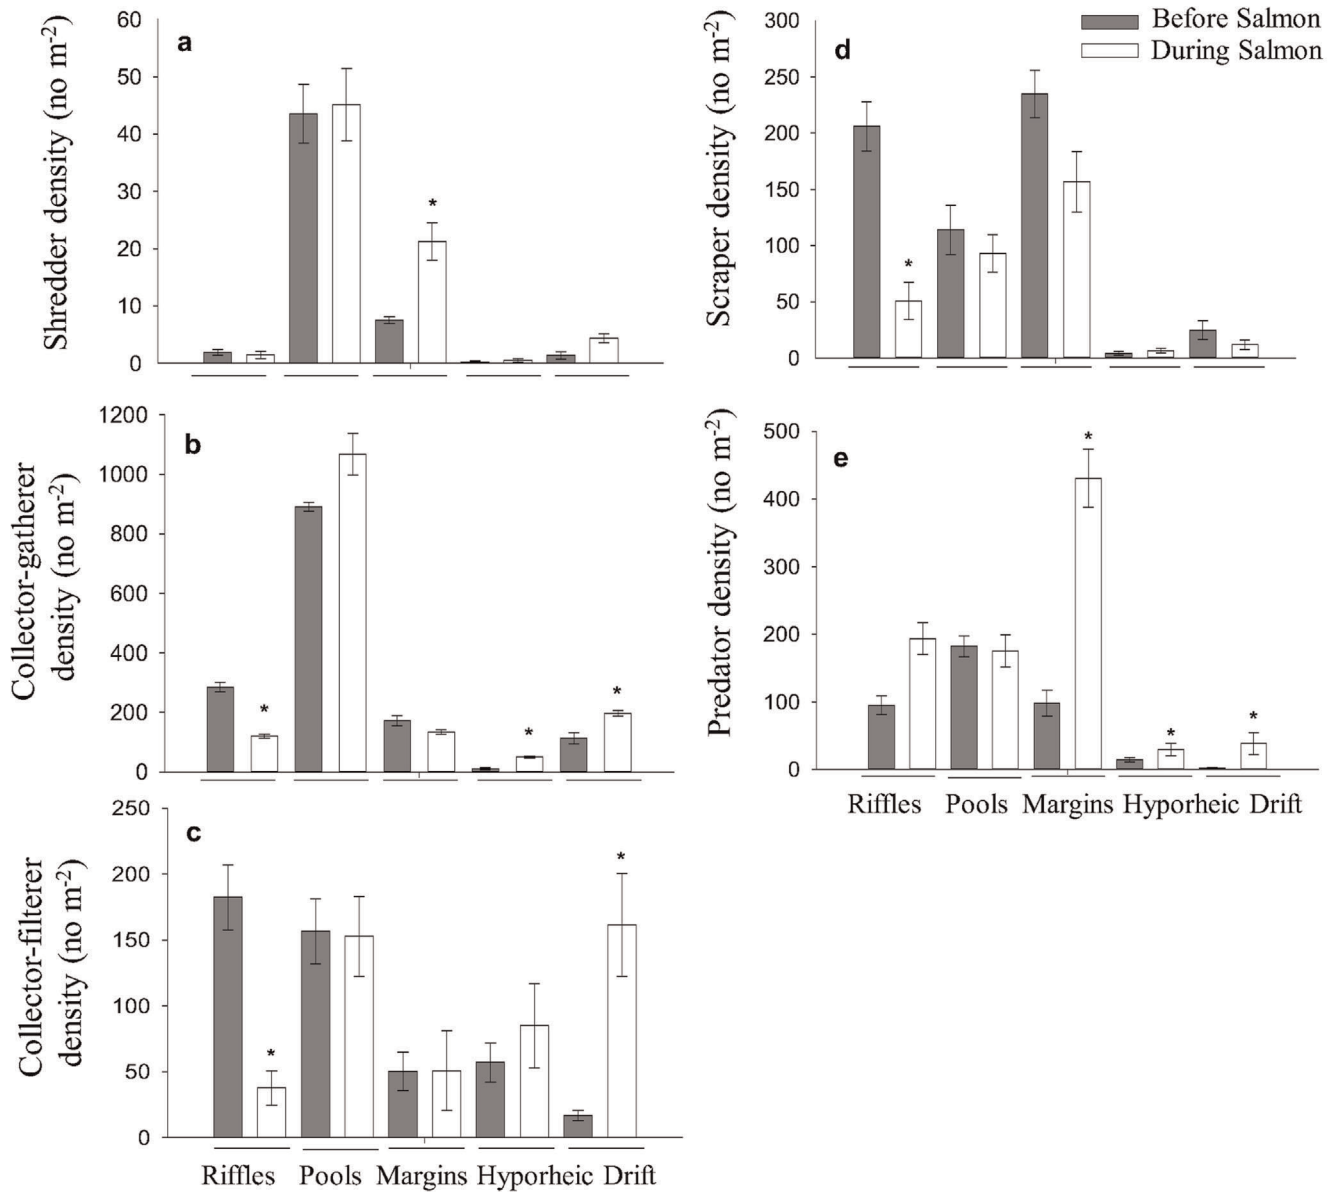 Before Salmon
During Salmon
a
Shredder density (no m-2)
60
50
40
30
20
10
0
*
d
Scraper density (no m-2)
300
250
200
150
100
50
0
*
b
Collector-gatherer
density (no m-2)
1200
1000
800
600
400
200
0
*
*
*
e
Predator density (no m-2)
500
400
300
200
100
0
*
*
*
Riffles Pools Margins Hyporheic Drift
c
Collector-filterer
density (no m-2)
250
200
150
100
50
0
*
*
Riffles Pools Margins Hyporheic Drift